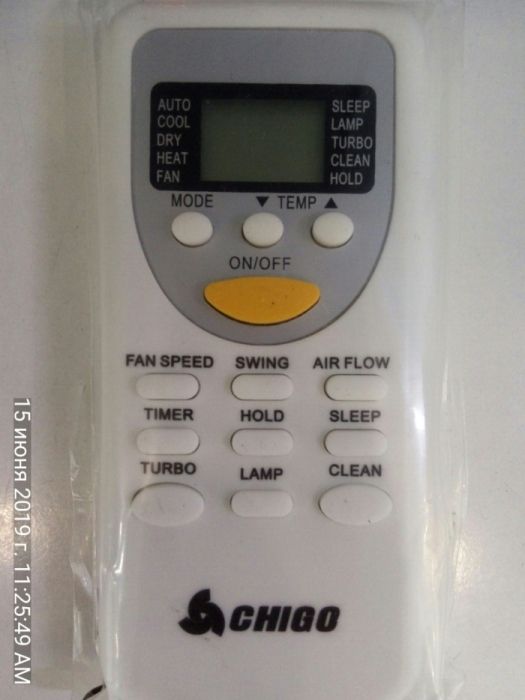 AUTO
COOL
DRY
HEAT
FAN
SLEEP
LAMP
TURBO
CLEAN
HOLD
MODE
▼ TEMP ▲
ON/OFF
FAN SPEED SWING AIR FLOW
TIMER HOLD SLEEP
TURBO LAMP CLEAN
CHIGO
15 июня 2019 г. 11:25:49 AM